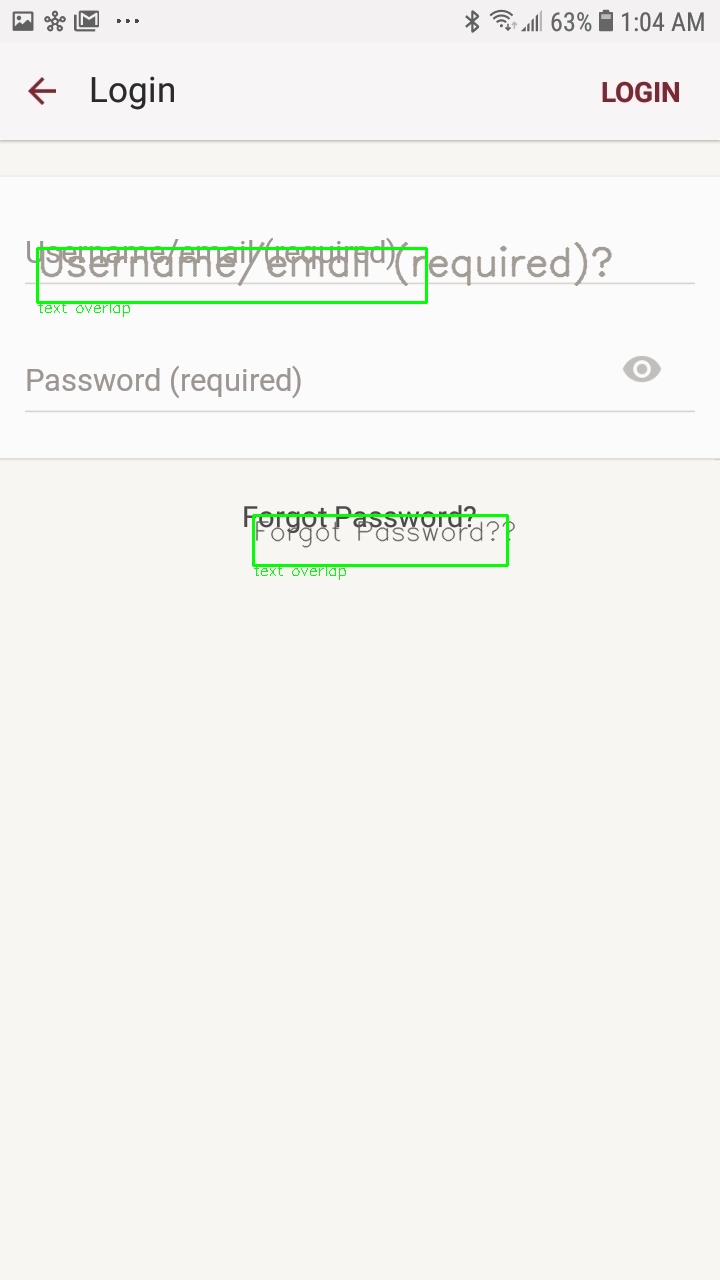 63% 1:04 AM
Login LOGIN
Username/email (required)
Username/email (required)?
text overlap
Password (required)
Forgot Password?
Forgot Password??
text overlap